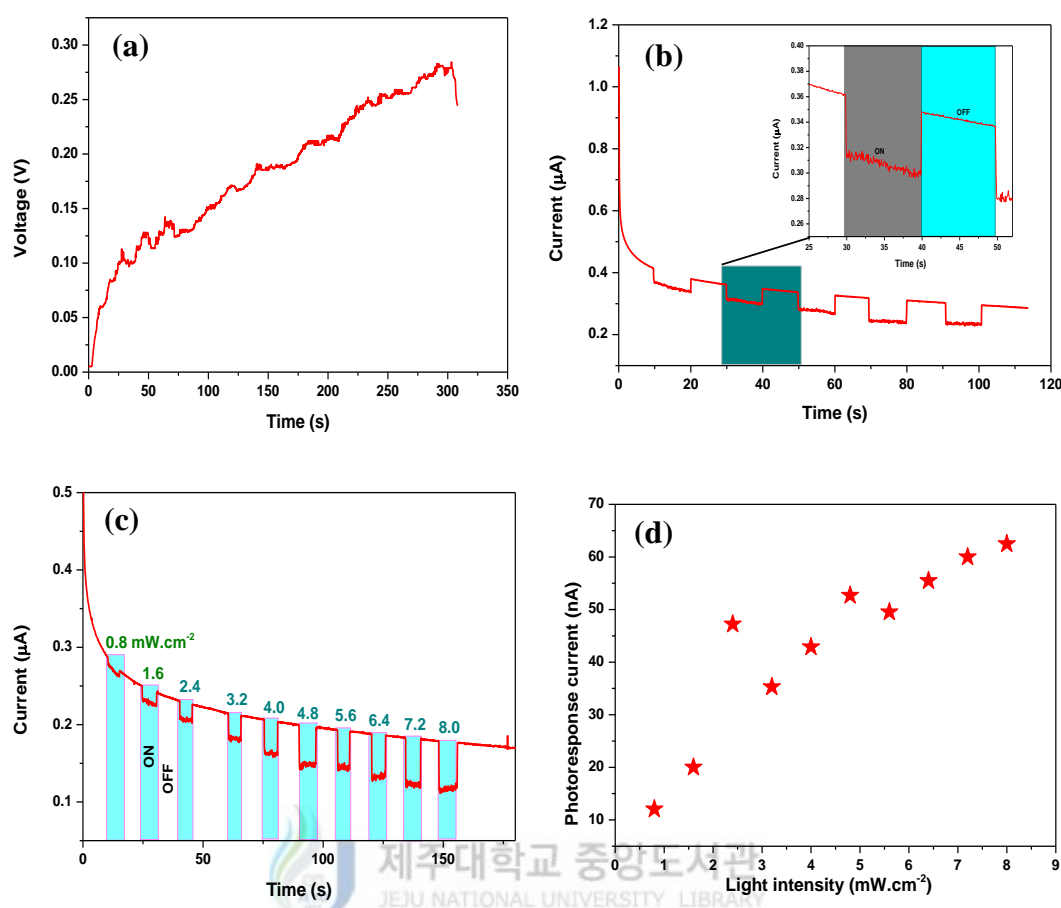 (a)
Voltage (V)
0.30
0.25
0.20
0.15
0.10
0.05
0.00
0 50 100 150 200 250 300 350
Time (s)
(b)
Current (μA)
1.2
1.0
0.8
0.6
0.4
0.2
0 20 40 60 80 100 120
Time (s)
Current (μA)
0.40
0.38
0.36
0.34
0.32
0.30
0.28
0.26
ON
OFF
25 30 35 40 45 50
Time (s)
(c)
Current (μA)
0.5
0.4
0.3
0.2
0.1
0.8 mW.cm-2
1.6
2.4
3.2
4.0
4.8
5.6
6.4
7.2
8.0
ON
OFF
0 50 100 150
Time (s)
(d)
Photoresponse current (nA)
70
60
50
40
30
20
10
0 1 2 3 4 5 6 7 8 9
Light intensity (mW.cm-2)
제주대학교 중앙도서관
JEJU NATIONAL UNIVERSITY LIBRARY